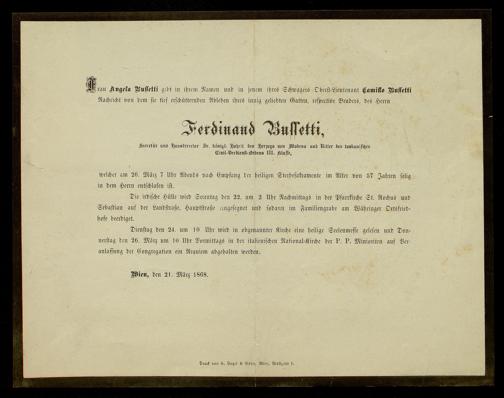 Frau Angela Bussetti gibt in ihrem Namen und in jenem ihres Schwagers Oberst-Lieutenant Camillo Bussetti
Nachricht von dem sie tief erschütternden Ableben ihres innig geliebten Gatten, respective Bruders, des Herrn
Ferdinand Bussetti,
Secretär und Hausdirector Sr. königl. Hoheit des Herzogs von Modena und Ritter des toscanischen
Civil-Verdienst-Ordens III. Klasse,
welcher am 20. März 7 Uhr Abends nach Empfang der heiligen Sterbesakramente im Alter von 57 Jahren selig
in dem Herrn entschlafen ist.
Die irdische Hülle wird Sonntag den 22. um 2 Uhr Nachmittags in der Pfarrkirche St. Rochus und
Sebastian auf der Landstraße, Hauptstraße eingesegnet und sodann im Familiengrabe am Währinger Ortsfried-
hofe beerdiget.
Dienstag den 24. um 10 Uhr wird in obgenannter Kirche eine heilige Seelenmesse gelesen und Don-
nerstag den 26. März um 10 Uhr Vormittags in der italienischen National-Kirche der P. P. Minoriten auf Ver-
anlassung der Congregation ein Requiem abgehalten werden.
Wien, den 21. März 1868.
Druck von